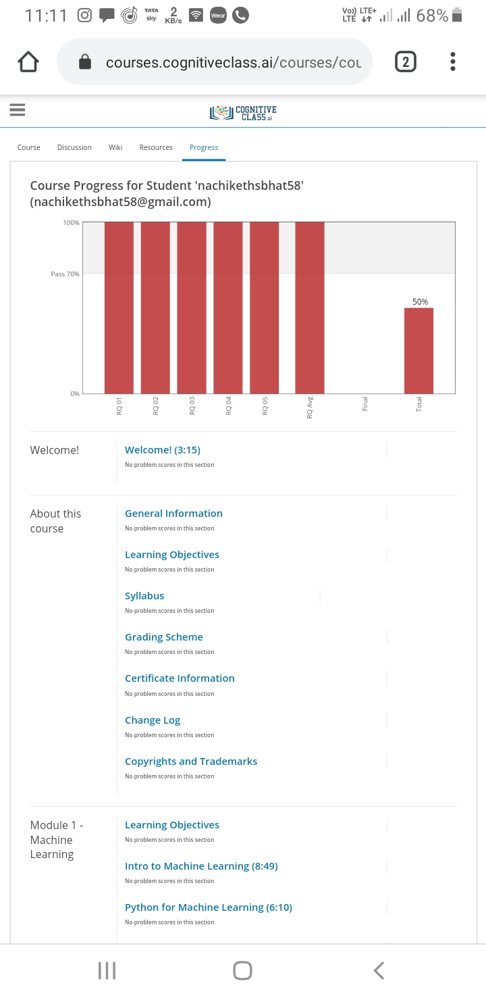 11:11 TATA sky 2 KB/s Wear Vo) LTE LTE+ 68%
courses.cognitiveclass.ai/courses/cou 2
COGNITIVE
CLASS.ai
Course Discussion Wiki Resources Progress
Course Progress for Student 'nachikethsbhat58'
(nachikethsbhat58@gmail.com)
100%
Pass 70%
50%
0%
RQ 01 RQ 02 RQ 03 RQ 04 RQ 05 RQ Avg Final Total
Welcome! Welcome! (3:15)
No problem scores in this section
About this General Information
course No problem scores in this section
Learning Objectives
No problem scores in this section
Syllabus
No problem scores in this section
Grading Scheme
No problem scores in this section
Certificate Information
No problem scores in this section
Change Log
No problem scores in this section
Copyrights and Trademarks
No problem scores in this section
Module 1 - Learning Objectives
Machine No problem scores in this section
Learning
Intro to Machine Learning (8:49)
No problem scores in this section
Python for Machine Learning (6:10)
No problem scores in this section